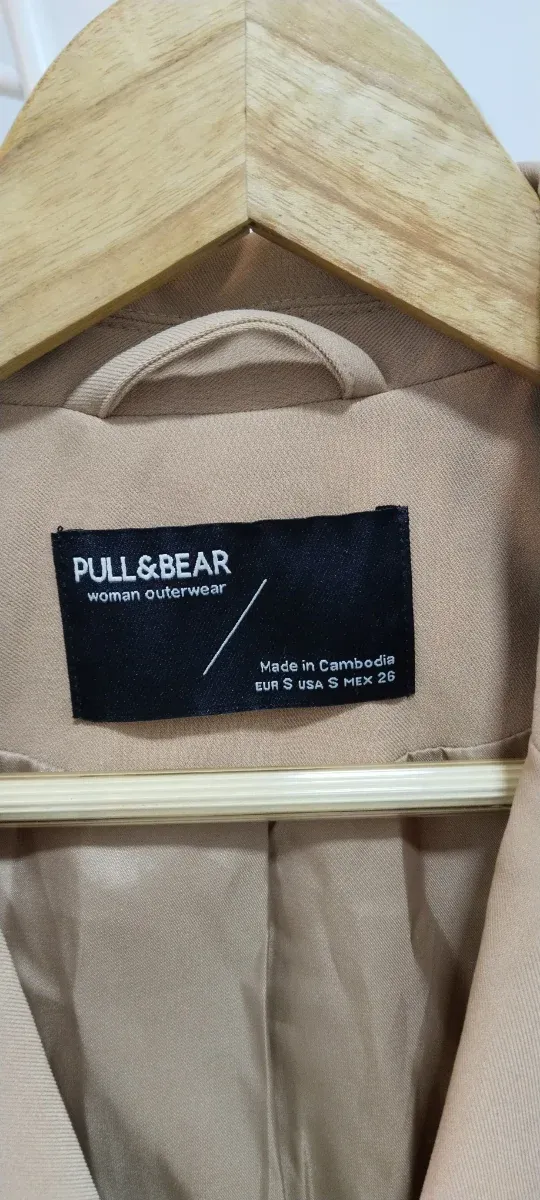 PULL&BEAR
woman outerwear
Made in Cambodia
EUR S USA S MEX 26